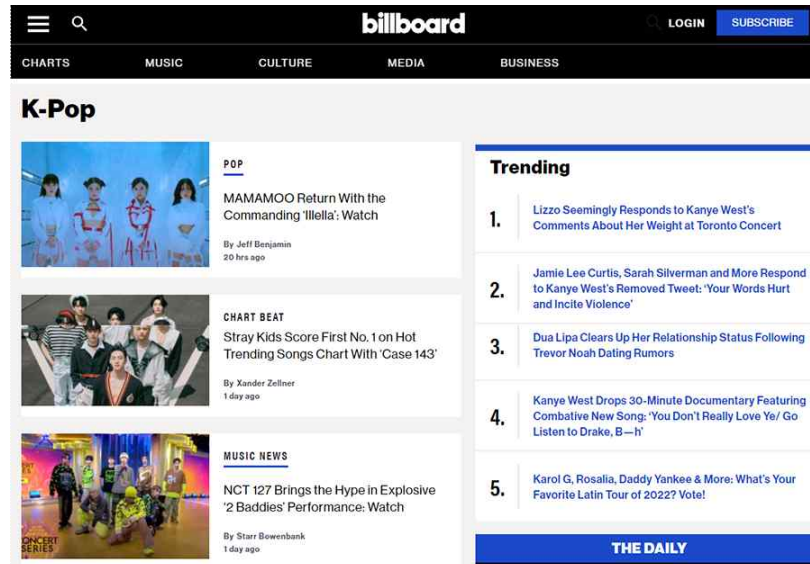 billboard
LOGIN
SUBSCRIBE
CHARTS
MUSIC
CULTURE
MEDIA
BUSINESS
K-Pop
POP
MAMAMOO Return With the
Commanding ‘Illella’: Watch
By Jeff Benjamin
20 hrs ago
CHART BEAT
Stray Kids Score First No. 1 on Hot
Trending Songs Chart With ‘Case 143’
By Xander Zellner
1 day ago
MUSIC NEWS
NCT 127 Brings the Hype in Explosive
‘2 Baddies’ Performance: Watch
By Starr Bowenbank
1 day ago
CONCERT
SERIES
Trending
1.
Lizzo Seemingly Responds to Kanye West’s
Comments About Her Weight at Toronto Concert
2.
Jamie Lee Curtis, Sarah Silverman and More Respond
to Kanye West’s Removed Tweet: ‘Your Words Hurt
and Incite Violence’
3.
Dua Lipa Clears Up Her Relationship Status Following
Trevor Noah Dating Rumors
4.
Kanye West Drops 30-Minute Documentary Featuring
Combative New Song: ‘You Don’t Really Love Ye/ Go
Listen to Drake, B—h’
5.
Karol G, Rosalia, Daddy Yankee & More: What’s Your
Favorite Latin Tour of 2022? Vote!
THE DAILY